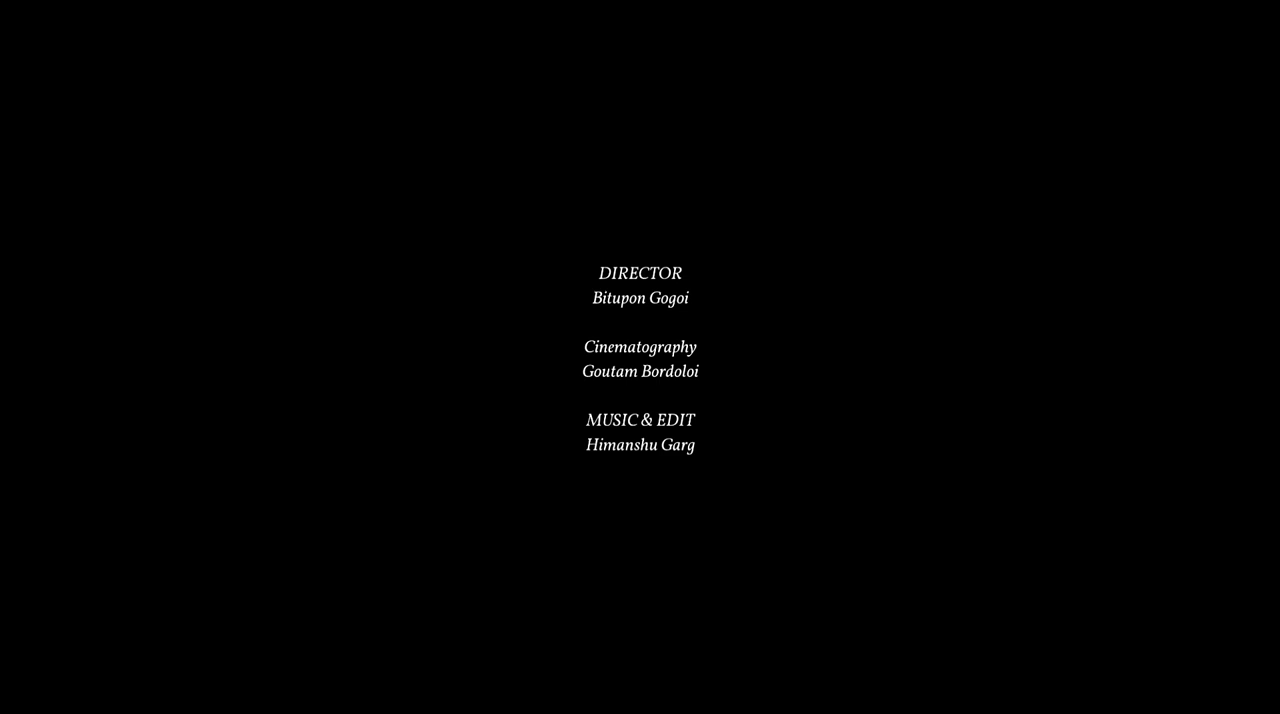 DIRECTOR
Bitupon Gogoi
Cinematography
Goutam Bordoloi
MUSIC & EDIT
Himanshu Garg